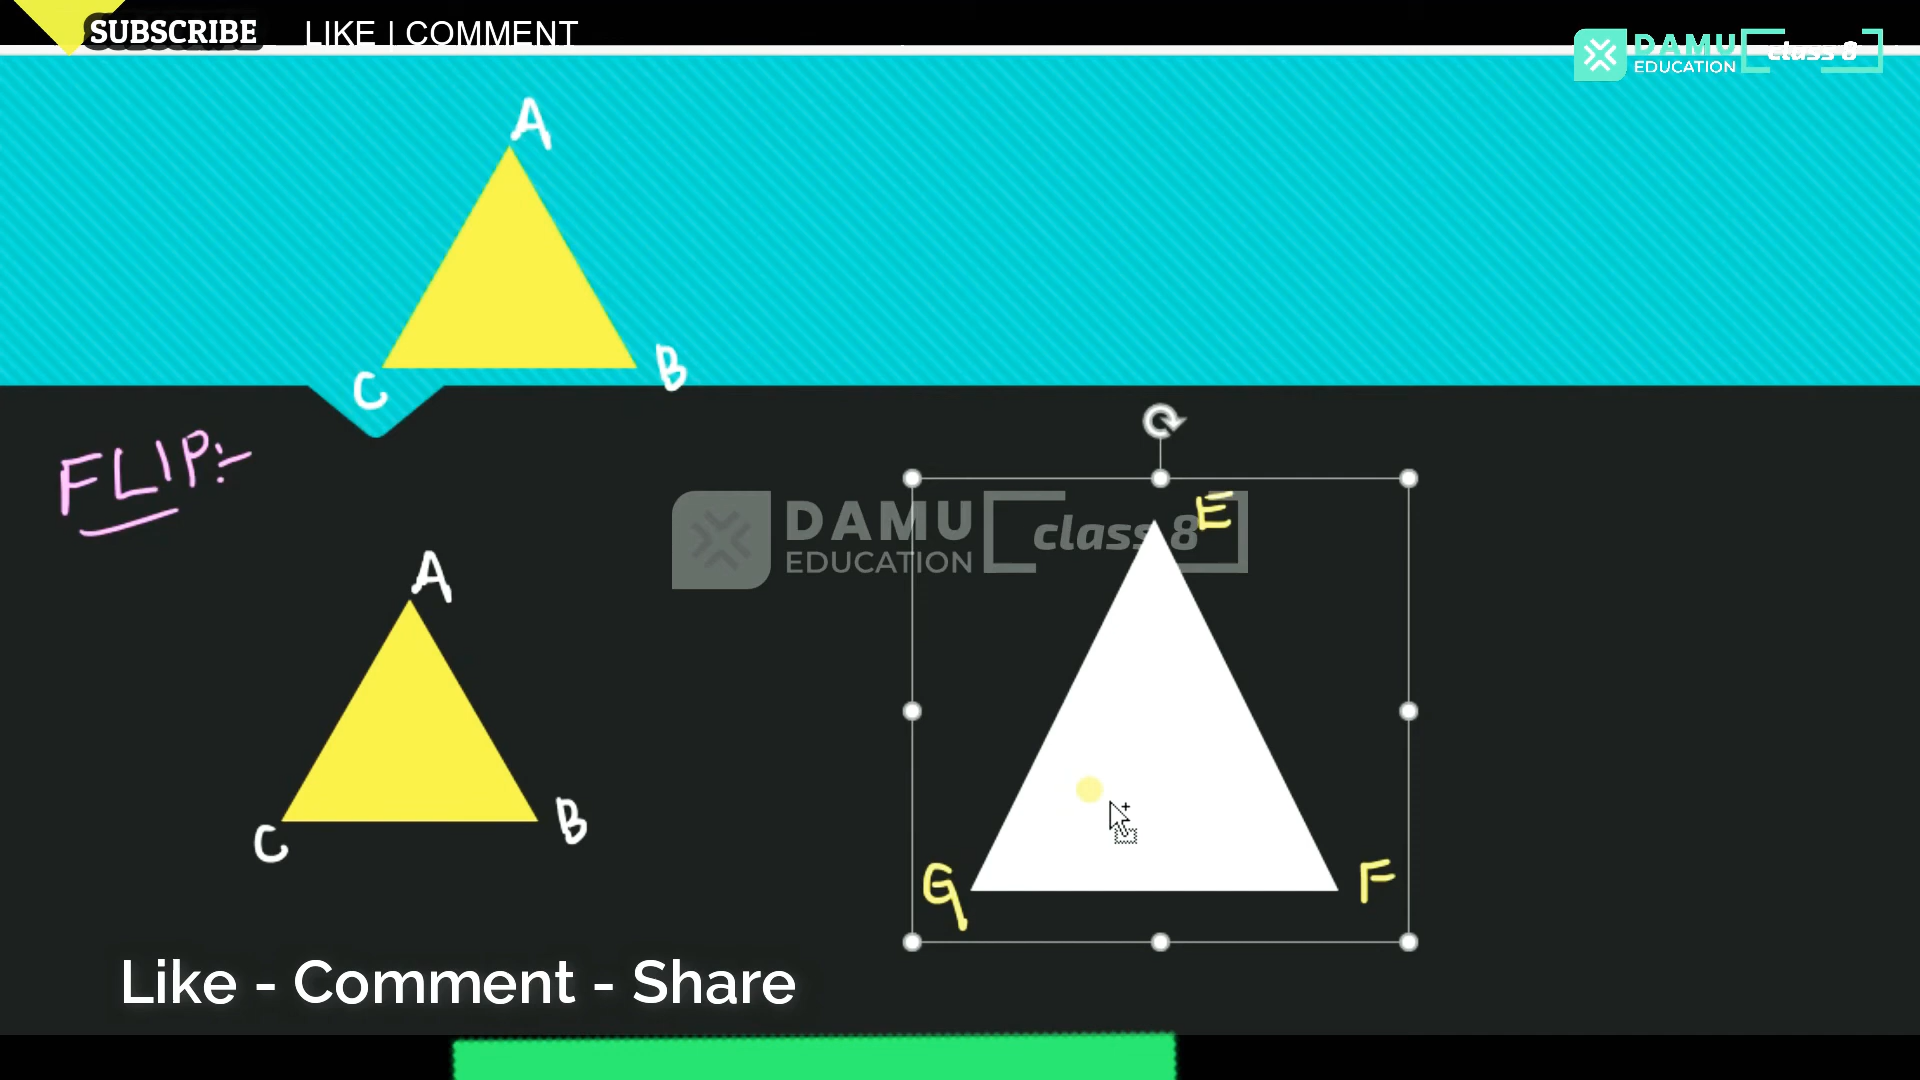 SUBSCRIBE LIKE | COMMENT
DAMU
EDUCATION
class 8
A
C
B
FLIP:-
DAMU
EDUCATION
class 8
E
A
C
B
G
F
Like - Comment - Share